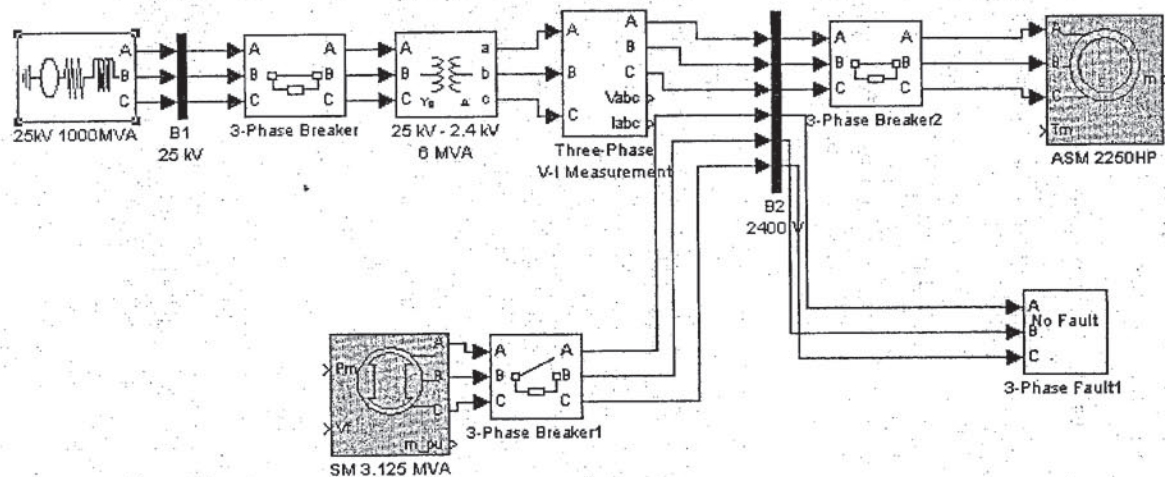 A
B
C
25kV 1000MVA
B1
25 kV
A
B
C
A
B
C
3-Phase Breaker
A
B
C
a
b
c
Yg
25 kV - 2.4 kV
6 MVA
A
B
C
A
B
C
Vabc
Iabc
Three-Phase
V-I Measurement
B2
2400 V
A
B
C
A
B
C
3-Phase Breaker2
A
B
C
m
Tm
ASM 2250HP
Pm
Vf
A
B
C
m_pu
SM 3.125 MVA
A
B
C
A
B
C
3-Phase Breaker1
A
B
C
No Fault
3-Phase Fault1